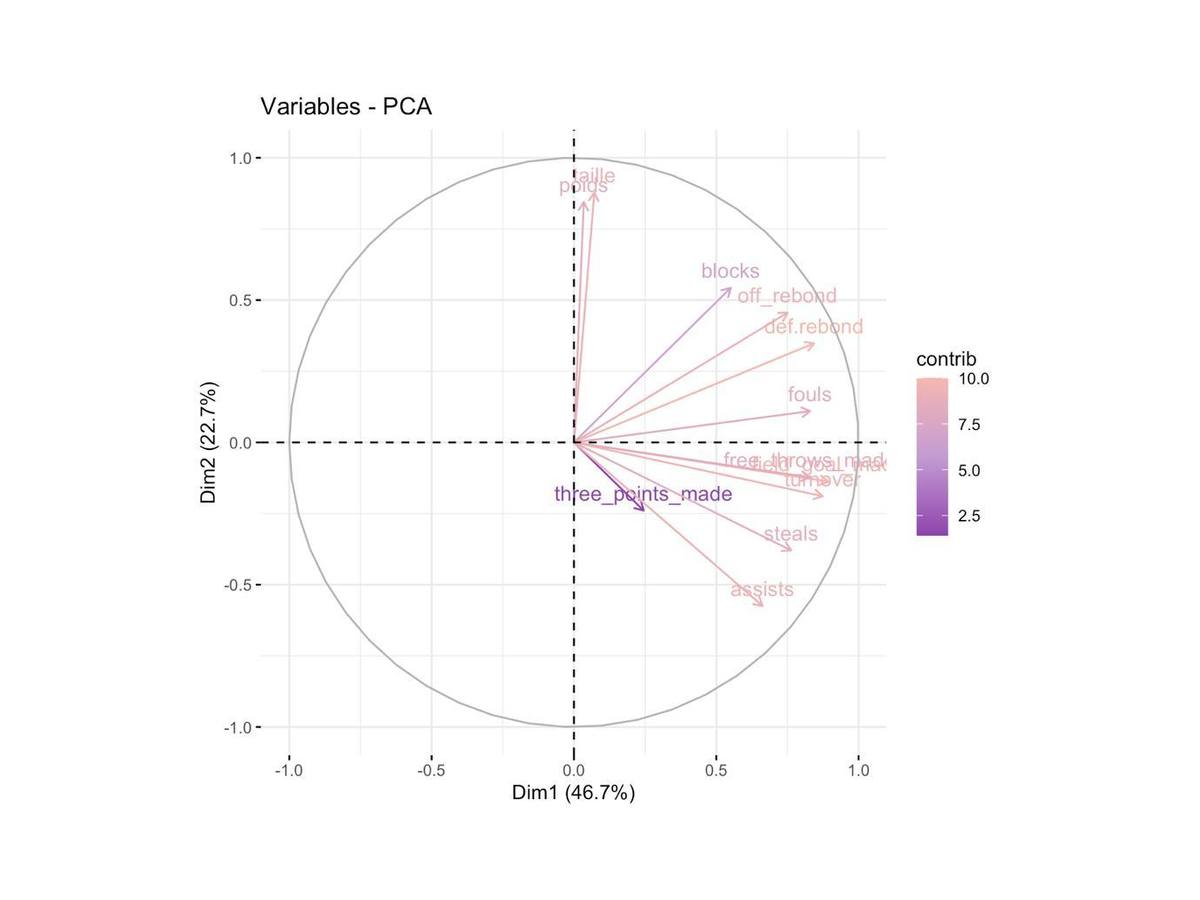 Variables - PCA
1.0
taille
poids
blocks
0.5
off_rebond
def.rebond
contrib
10.0
fouls
7.5
0.0
free_throws_made
5.0
turnover
three_points_made
2.5
steals
-0.5
assists
-1.0
-1.0
-0.5
0.0
0.5
1.0
Dim1 (46.7%)
Dim2 (22.7%)